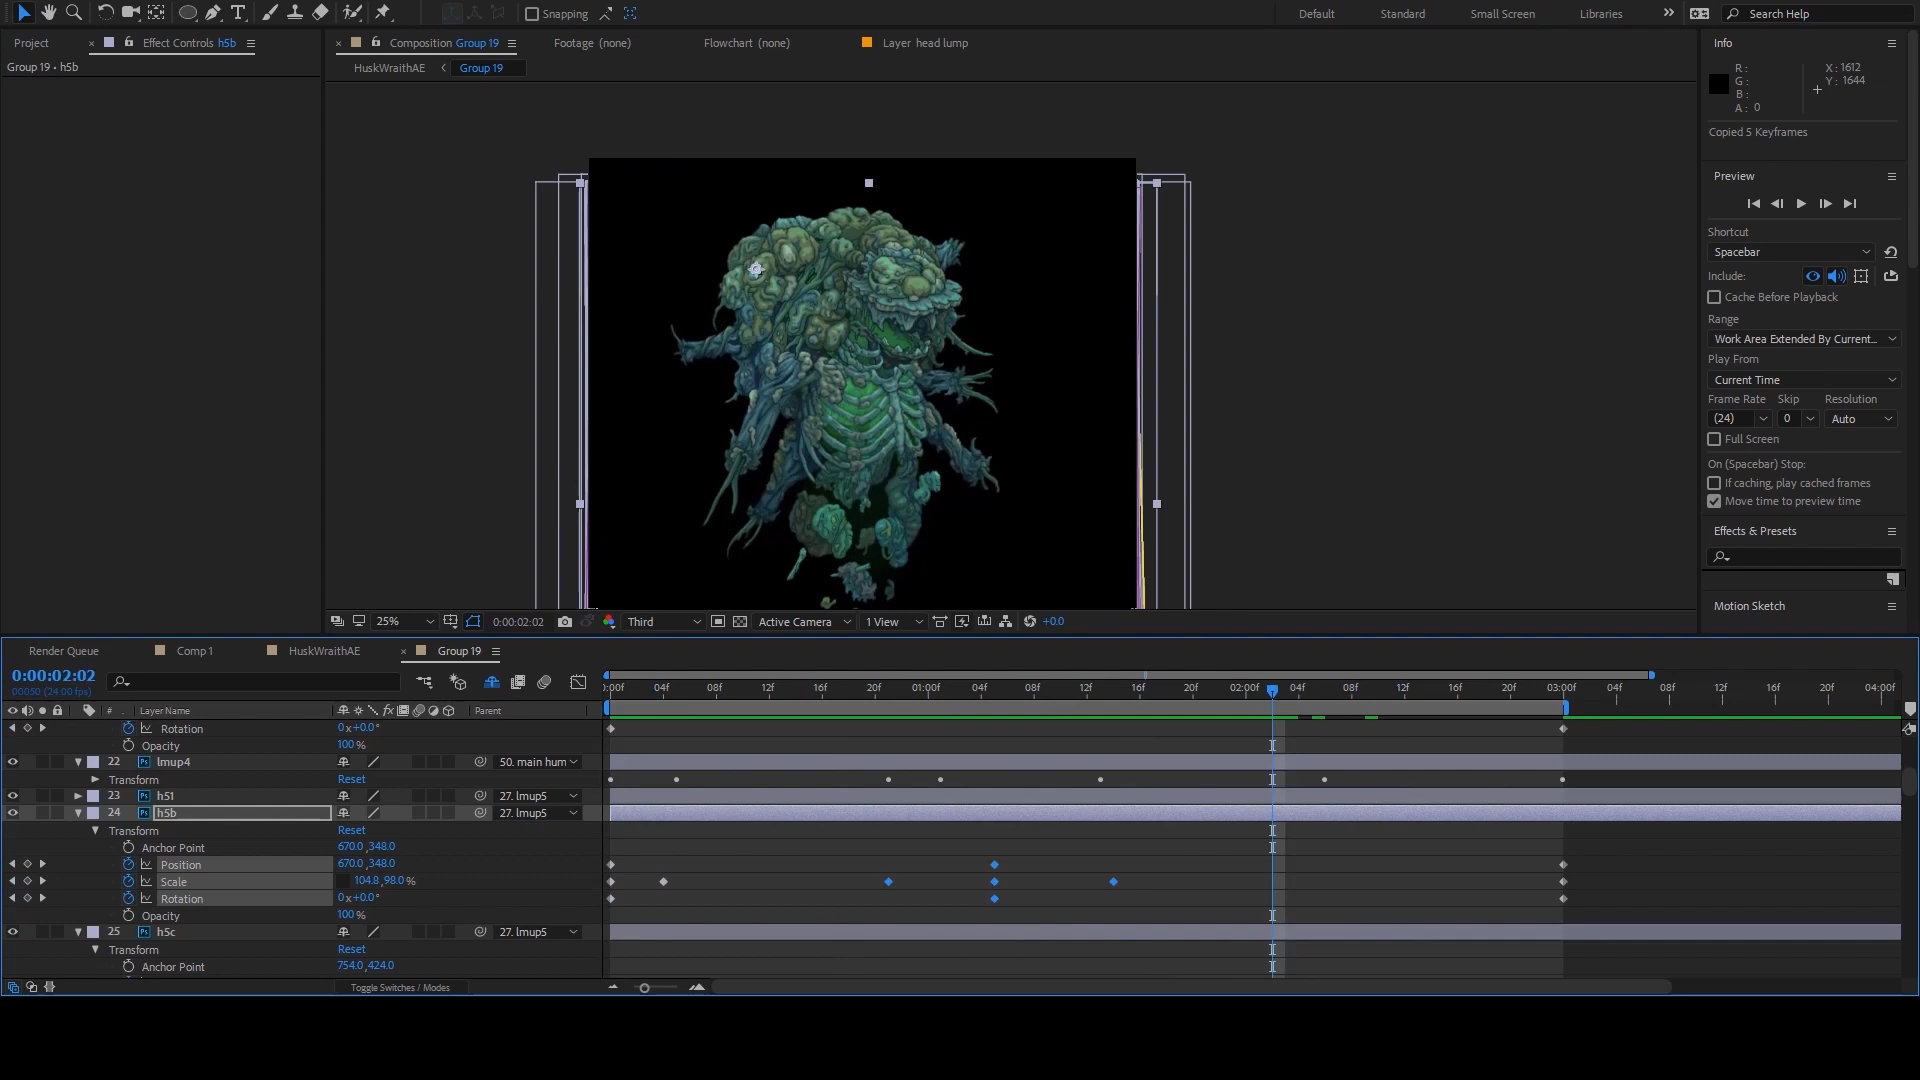 Snapping
Default
Standard
Small Screen
Libraries
Search Help
Project
Effect Controls h5b
Composition Group 19
Footage (none)
Flowchart (none)
Layer head lump
Info
Group 19 • h5b
HuskWraithAE
Group 19
R :
G :
B :
A : 0
X : 1612
Y : 1644
Copied 5 Keyframes
Preview
Shortcut
Spacebar
Include:
Cache Before Playback
Range
Work Area Extended By Current...
Play From
Current Time
Frame Rate Skip Resolution
(24) 0 Auto
Full Screen
On (Spacebar) Stop:
If caching, play cached frames
Move time to preview time
Effects & Presets
Motion Sketch
25%
0:00:02:02
Third
Active Camera
1 View
+0.0
Render Queue
Comp 1
HuskWraithAE
Group 19
0:00:02:02
00050 (24.00 fps)
:00f 04f 08f 12f 16f 20f 01:00f 04f 08f 12f 16f 20f 02:00f 04f 08f 12f 16f 20f 03:00f 04f 08f 12f 16f 20f 04:00f
# Layer Name Parent
Rotation 0x+0.0°
Opacity 100 %
22 Ps lmup4 50. main hum
Transform Reset
23 Ps h51 27. lmup5
24 Ps h5b 27. lmup5
Transform Reset
Anchor Point 670.0,348.0
Position 670.0,348.0
Scale 104.8,98.0 %
Rotation 0x+0.0°
Opacity 100 %
25 Ps h5c 27. lmup5
Transform Reset
Anchor Point 754.0,424.0
Toggle Switches / Modes